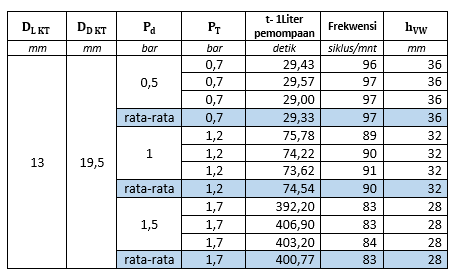 D L KT D D KT P d P T t- 1Liter pemompaan Frekwensi h VW
mm mm bar bar detik siklus/mnt mm
13 19,5 0,5 0,7 29,43 96 36
0,7 29,57 97 36
0,7 29,00 97 36
rata-rata 0,7 29,33 97 36
1 1,2 75,78 89 32
1,2 74,22 90 32
1,2 73,62 91 32
rata-rata 1,2 74,54 90 32
1,5 1,7 392,20 83 28
1,7 406,90 83 28
1,7 403,20 84 28
rata-rata 1,7 400,77 83 28